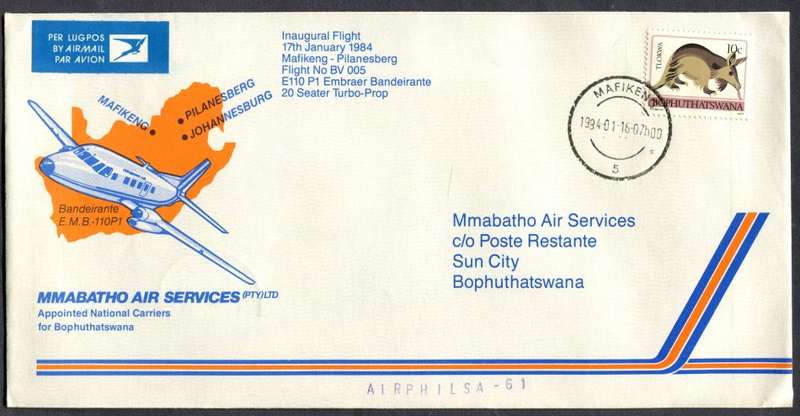 PER LUGPOS
BY AIRMAIL
PAR AVION
Inaugural Flight
17th January 1984
Mafikeng - Pilanesberg
Flight No BV 005
E110 P1 Embraer Bandeirante
20 Seater Turbo-Prop
TLOKWA
10c
BOPHUTHATSWANA
MAFIKENG
1994-01-16-07h00
5
MAFIKENG
PILANESBERG
JOHANNESBURG
Bandeirante
E.M.B.-110P1
MMABATHO AIR SERVICES (PTY) LTD
Appointed National Carriers
for Bophuthatswana
Mmabatho Air Services
c/o Poste Restante
Sun City
Bophuthatswana
AIRPHILSA-61